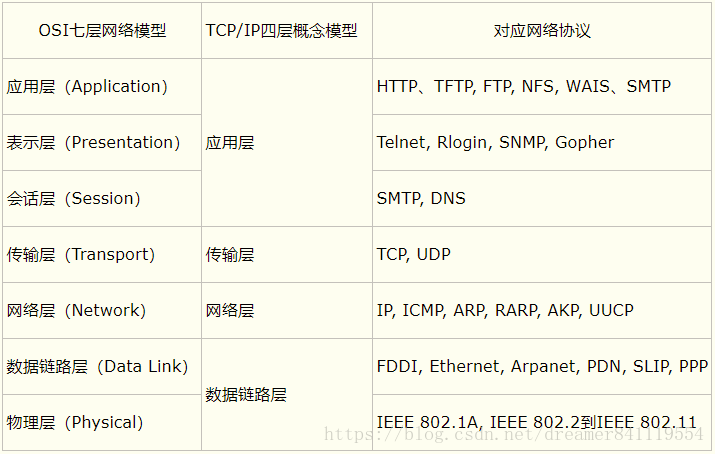 OSI七层网络模型 TCP/IP四层概念模型 对应网络协议
应用层（Application） HTTP、TFTP, FTP, NFS, WAIS、SMTP
表示层（Presentation） 应用层 Telnet, Rlogin, SNMP, Gopher
会话层（Session） SMTP, DNS
传输层（Transport） 传输层 TCP, UDP
网络层（Network） 网络层 IP, ICMP, ARP, RARP, AKP, UUCP
数据链路层（Data Link） FDDI, Ethernet, Arpanet, PDN, SLIP, PPP
数据链路层
物理层（Physical） IEEE 802.1A, IEEE 802.2到IEEE 802.11
https://blog.csdn.net/dreamer841119554